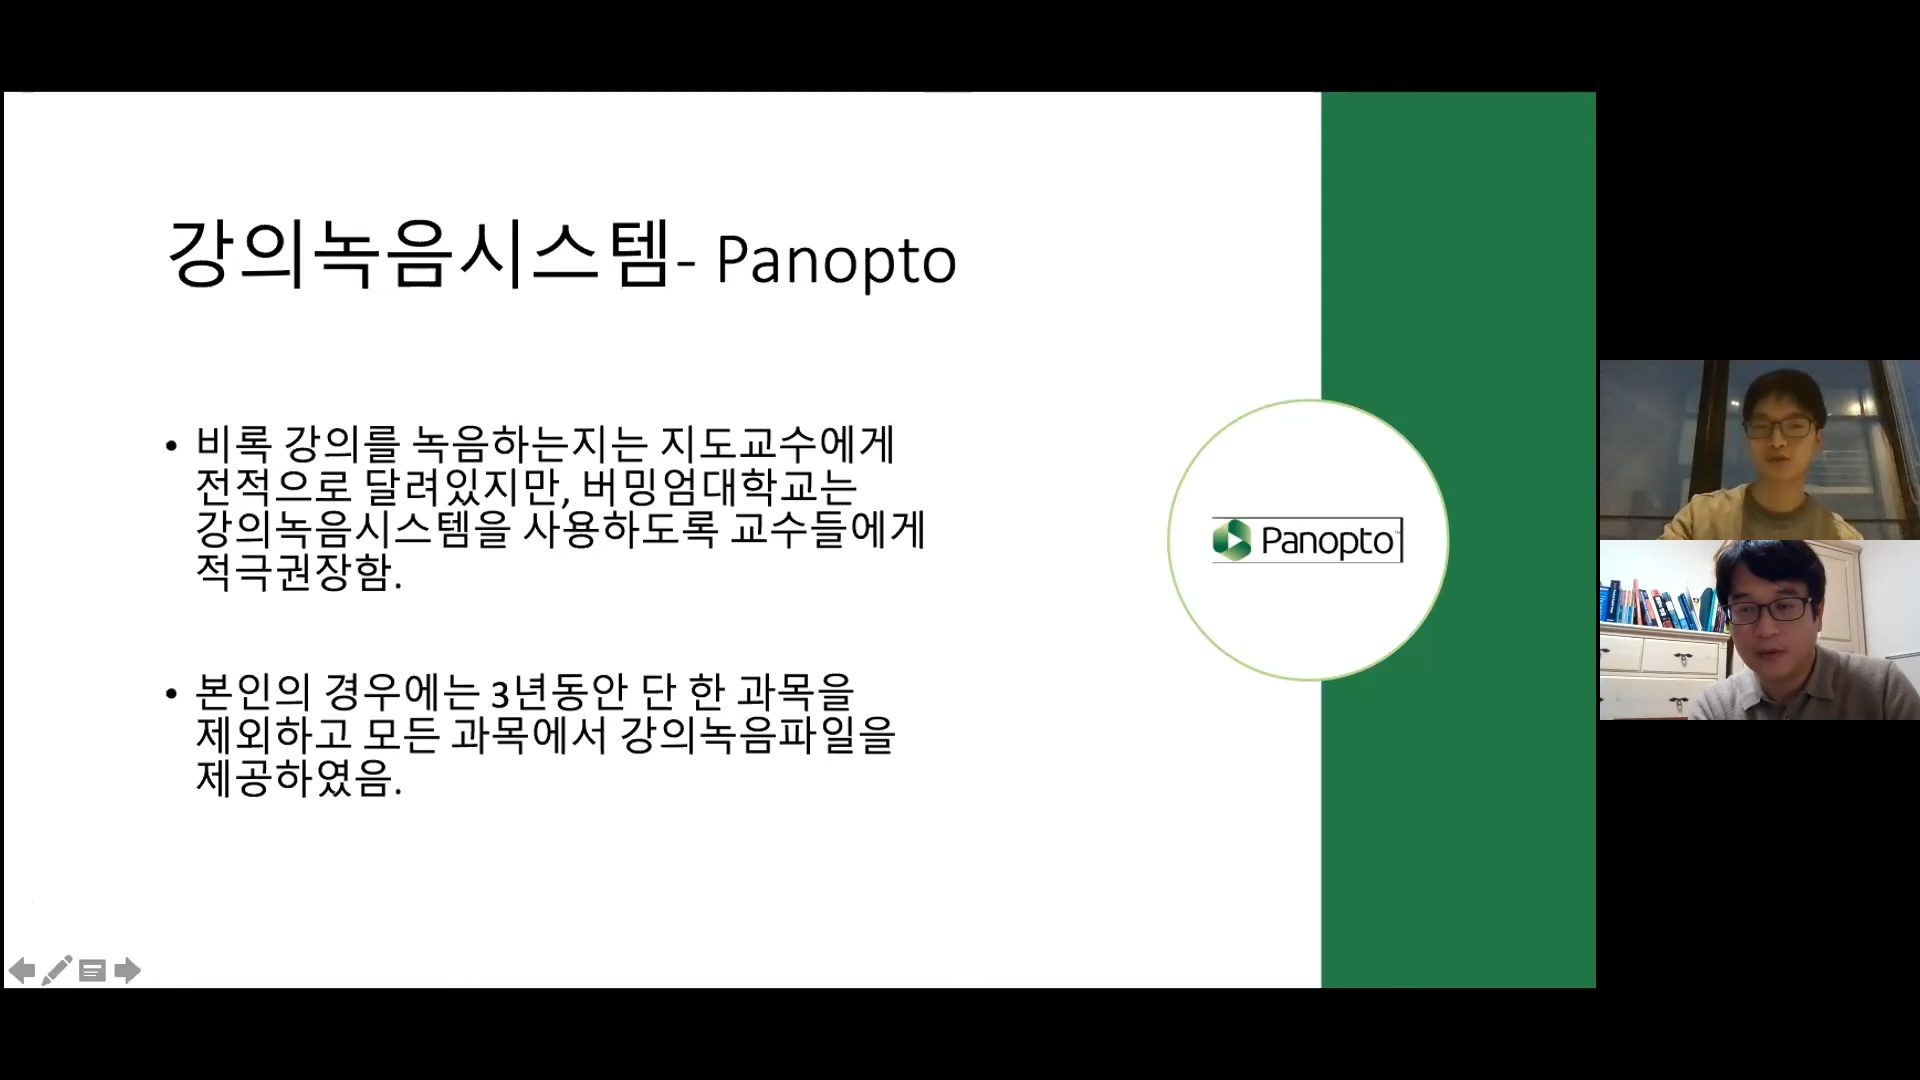 강의녹음시스템- Panopto
• 비록 강의를 녹음하는지는 지도교수에게
전적으로 달려있지만, 버밍엄대학교는
강의녹음시스템을 사용하도록 교수들에게
적극권장함.
• 본인의 경우에는 3년동안 단 한 과목을
제외하고 모든 과목에서 강의녹음파일을
제공하였음.
Panopto